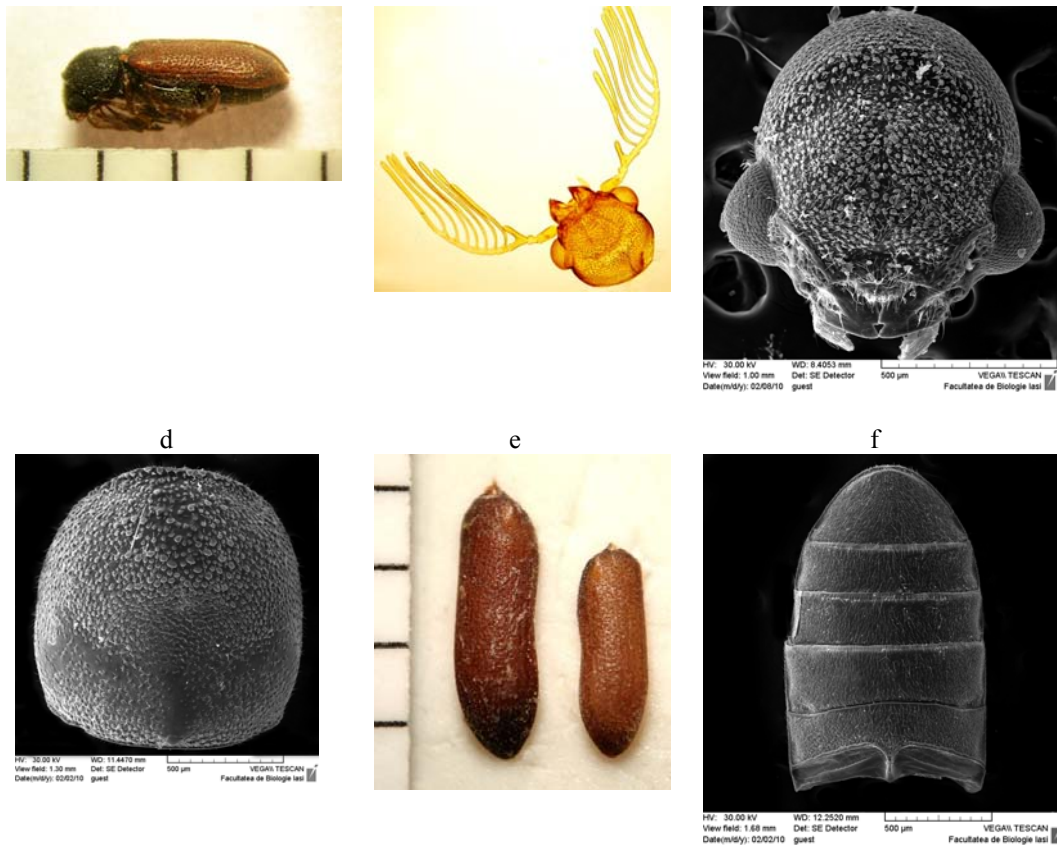 HV: 30.00 kV WD: 8.4053 mm
View field: 1.00 mm Det: SE Detector 500 µm VEGA\\ TESCAN
Date(m/d/y): 02/08/10 guest Facultatea de Biologie Iasi
d e f
HV: 30.00 kV WD: 11.4470 mm
View field: 1.30 mm Det: SE Detector 500 µm VEGA\\ TESCAN
Date(m/d/y): 02/02/10 guest Facultatea de Biologie Iasi
HV: 30.00 kV WD: 12.2520 mm
View field: 1.68 mm Det: SE Detector 500 µm VEGA\\ TESCAN
Date(m/d/y): 02/02/10 guest Facultatea de Biologie Iasi